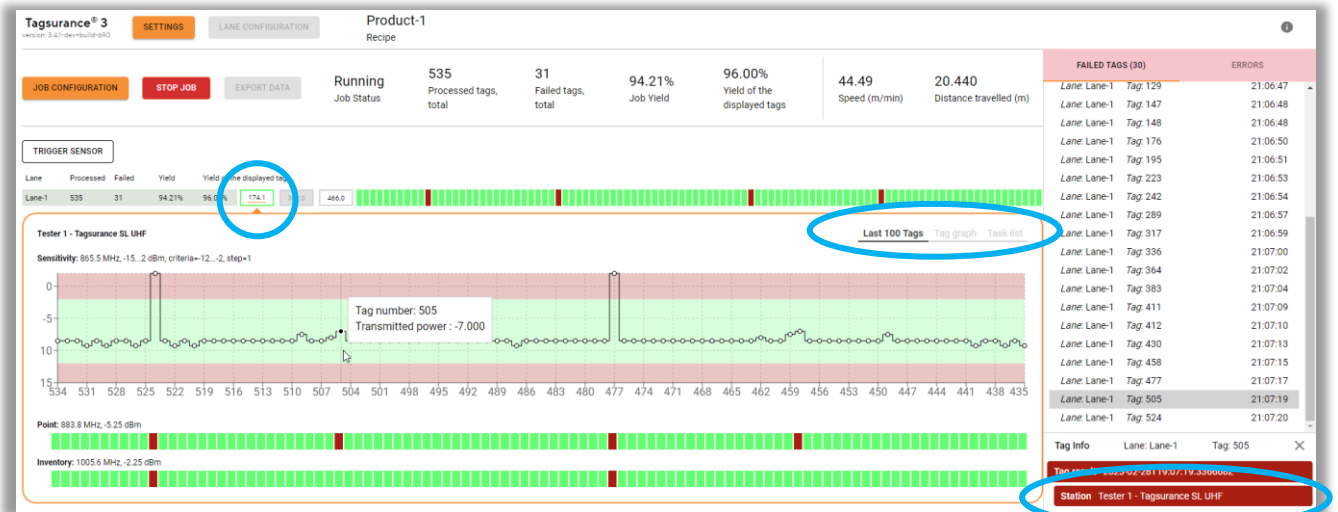 Tagsurance® 3
version: 3.4.1-dev+build-d90
SETTINGS
LANE CONFIGURATION
Product-1
Recipe
JOB CONFIGURATION
STOP JOB
EXPORT DATA
Running
Job Status
535
Processed tags,
total
31
Failed tags,
total
94.21%
Job Yield
96.00%
Yield of the
displayed tags
44.49
Speed (m/min)
20.440
Distance travelled (m)
TRIGGER SENSOR
Lane Processed Failed Yield Yield of the displayed tags
Lane-1 535 31 94.21% 96.00% 174.1 466.0
Tester 1 - Tagsurance SL UHF
Last 100 Tags Tag graph Task list
Sensitivity: 865.5 MHz, -15...2 dBm, criteria=-12...-2, step=1
0
-5
10
15
Tag number: 505
Transmitted power : -7.000
534 531 528 525 522 519 516 513 510 507 504 501 498 495 492 489 486 483 480 477 474 471 468 465 462 459 456 453 450 447 444 441 438 435
Point: 883.8 MHz, -5.25 dBm
Inventory: 1005.6 MHz, -2.25 dBm
FAILED TAGS (30) ERRORS
Lane: Lane-1 Tag: 129 21:06:47
Lane: Lane-1 Tag: 147 21:06:48
Lane: Lane-1 Tag: 148 21:06:48
Lane: Lane-1 Tag: 176 21:06:50
Lane: Lane-1 Tag: 195 21:06:51
Lane: Lane-1 Tag: 223 21:06:53
Lane: Lane-1 Tag: 242 21:06:54
Lane: Lane-1 Tag: 289 21:06:57
Lane: Lane-1 Tag: 317 21:06:59
Lane: Lane-1 Tag: 336 21:07:00
Lane: Lane-1 Tag: 364 21:07:02
Lane: Lane-1 Tag: 383 21:07:04
Lane: Lane-1 Tag: 411 21:07:09
Lane: Lane-1 Tag: 412 21:07:10
Lane: Lane-1 Tag: 430 21:07:13
Lane: Lane-1 Tag: 458 21:07:15
Lane: Lane-1 Tag: 477 21:07:17
Lane: Lane-1 Tag: 505 21:07:19
Lane: Lane-1 Tag: 524 21:07:20
Tag Info Lane: Lane-1 Tag: 505
Station Tester 1 - Tagsurance SL UHF